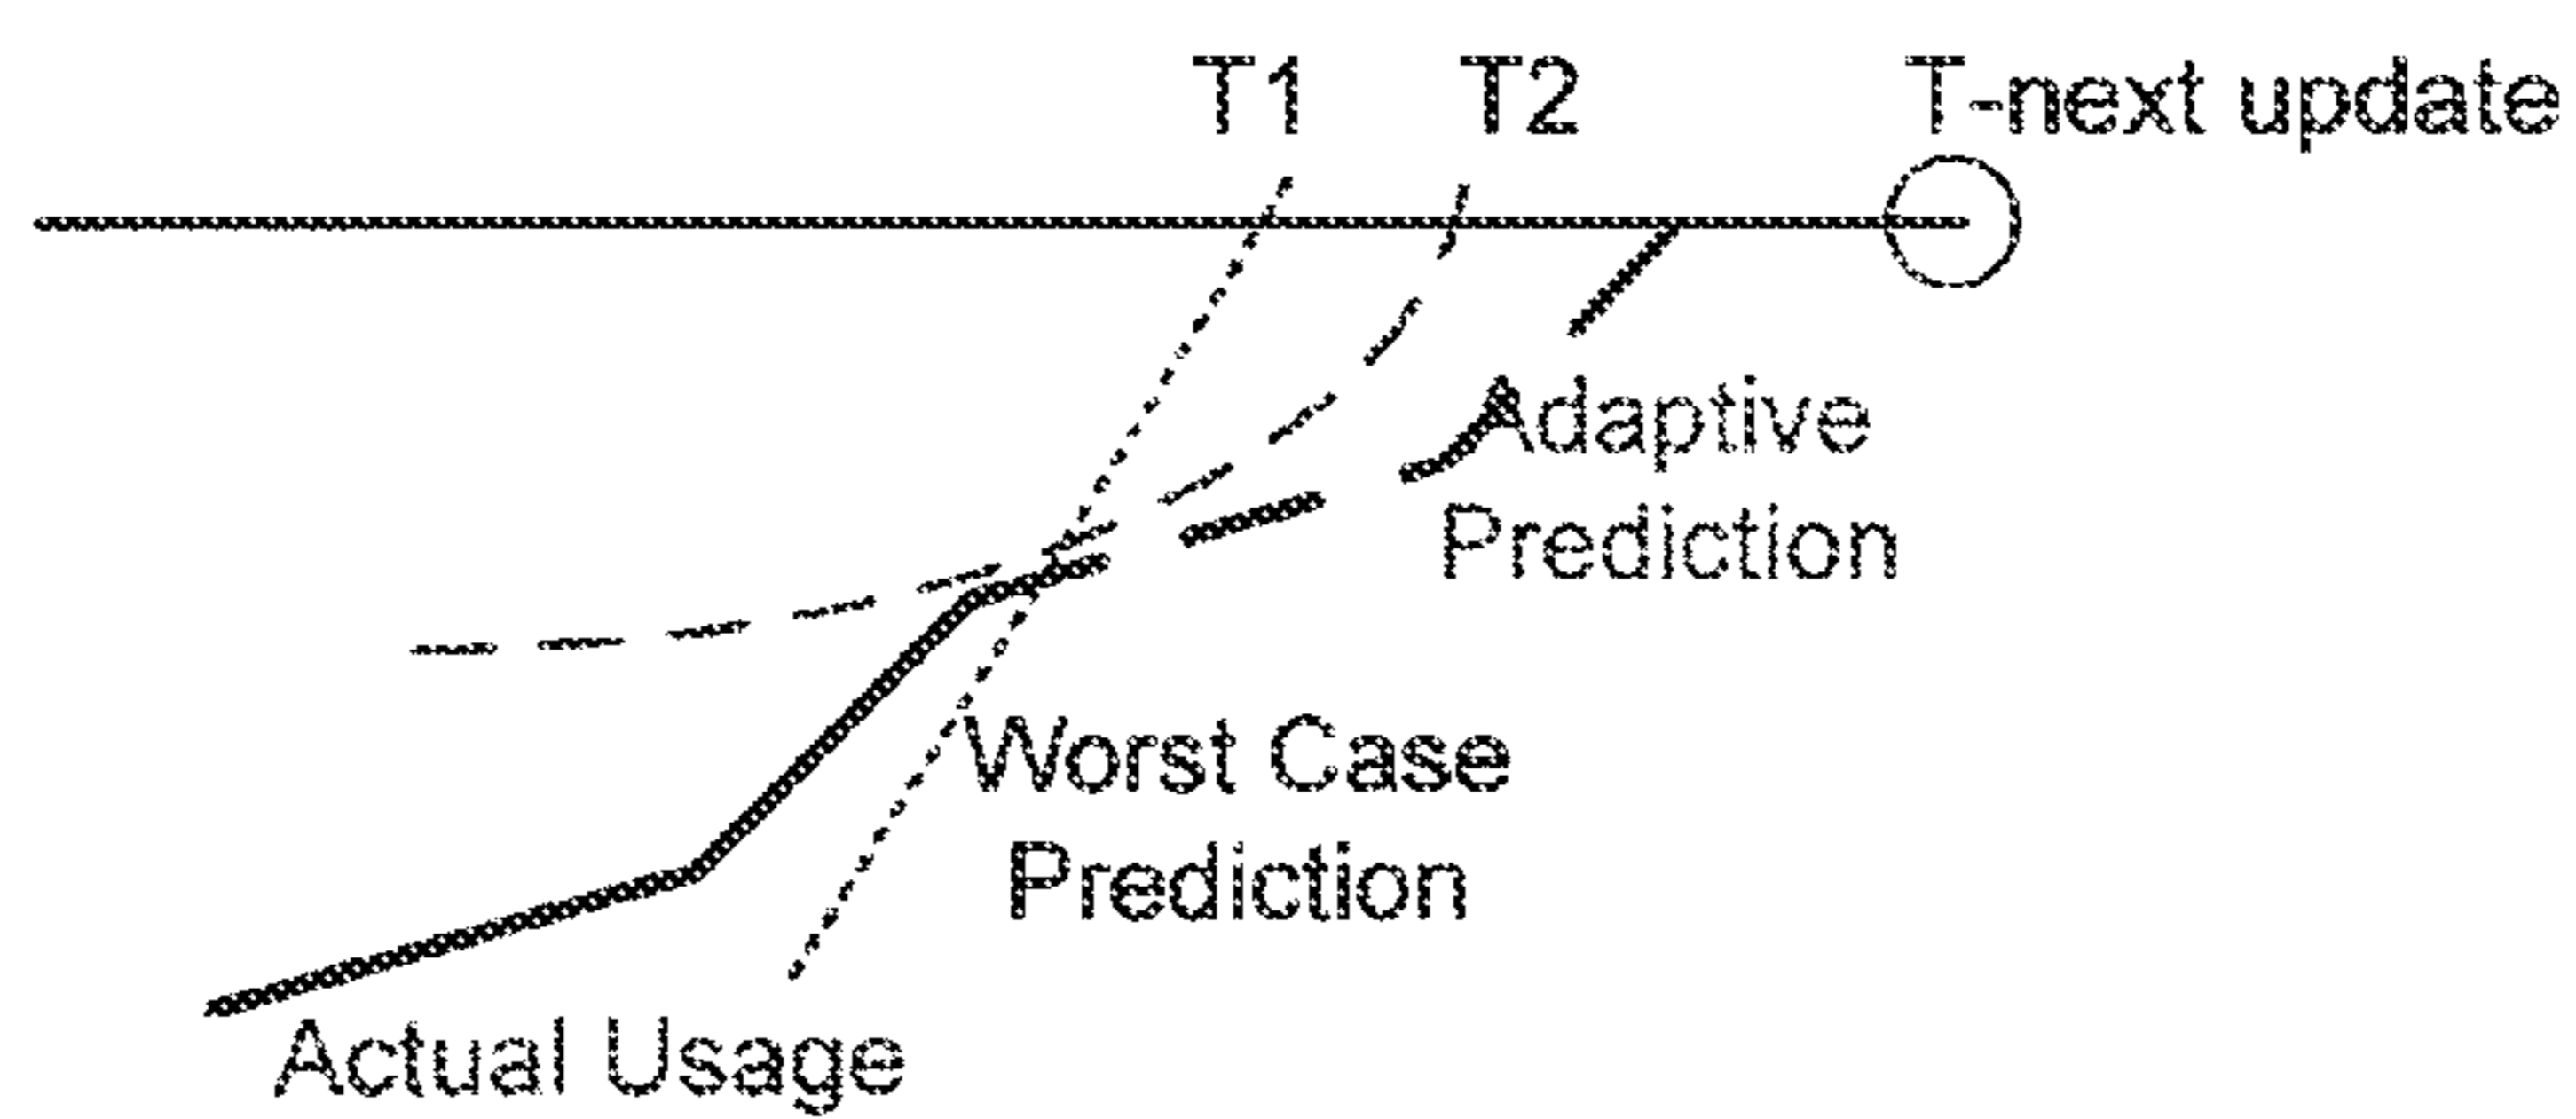 T1 T2 T-next update
Adaptive
Prediction
Worst Case
Prediction
Actual Usage